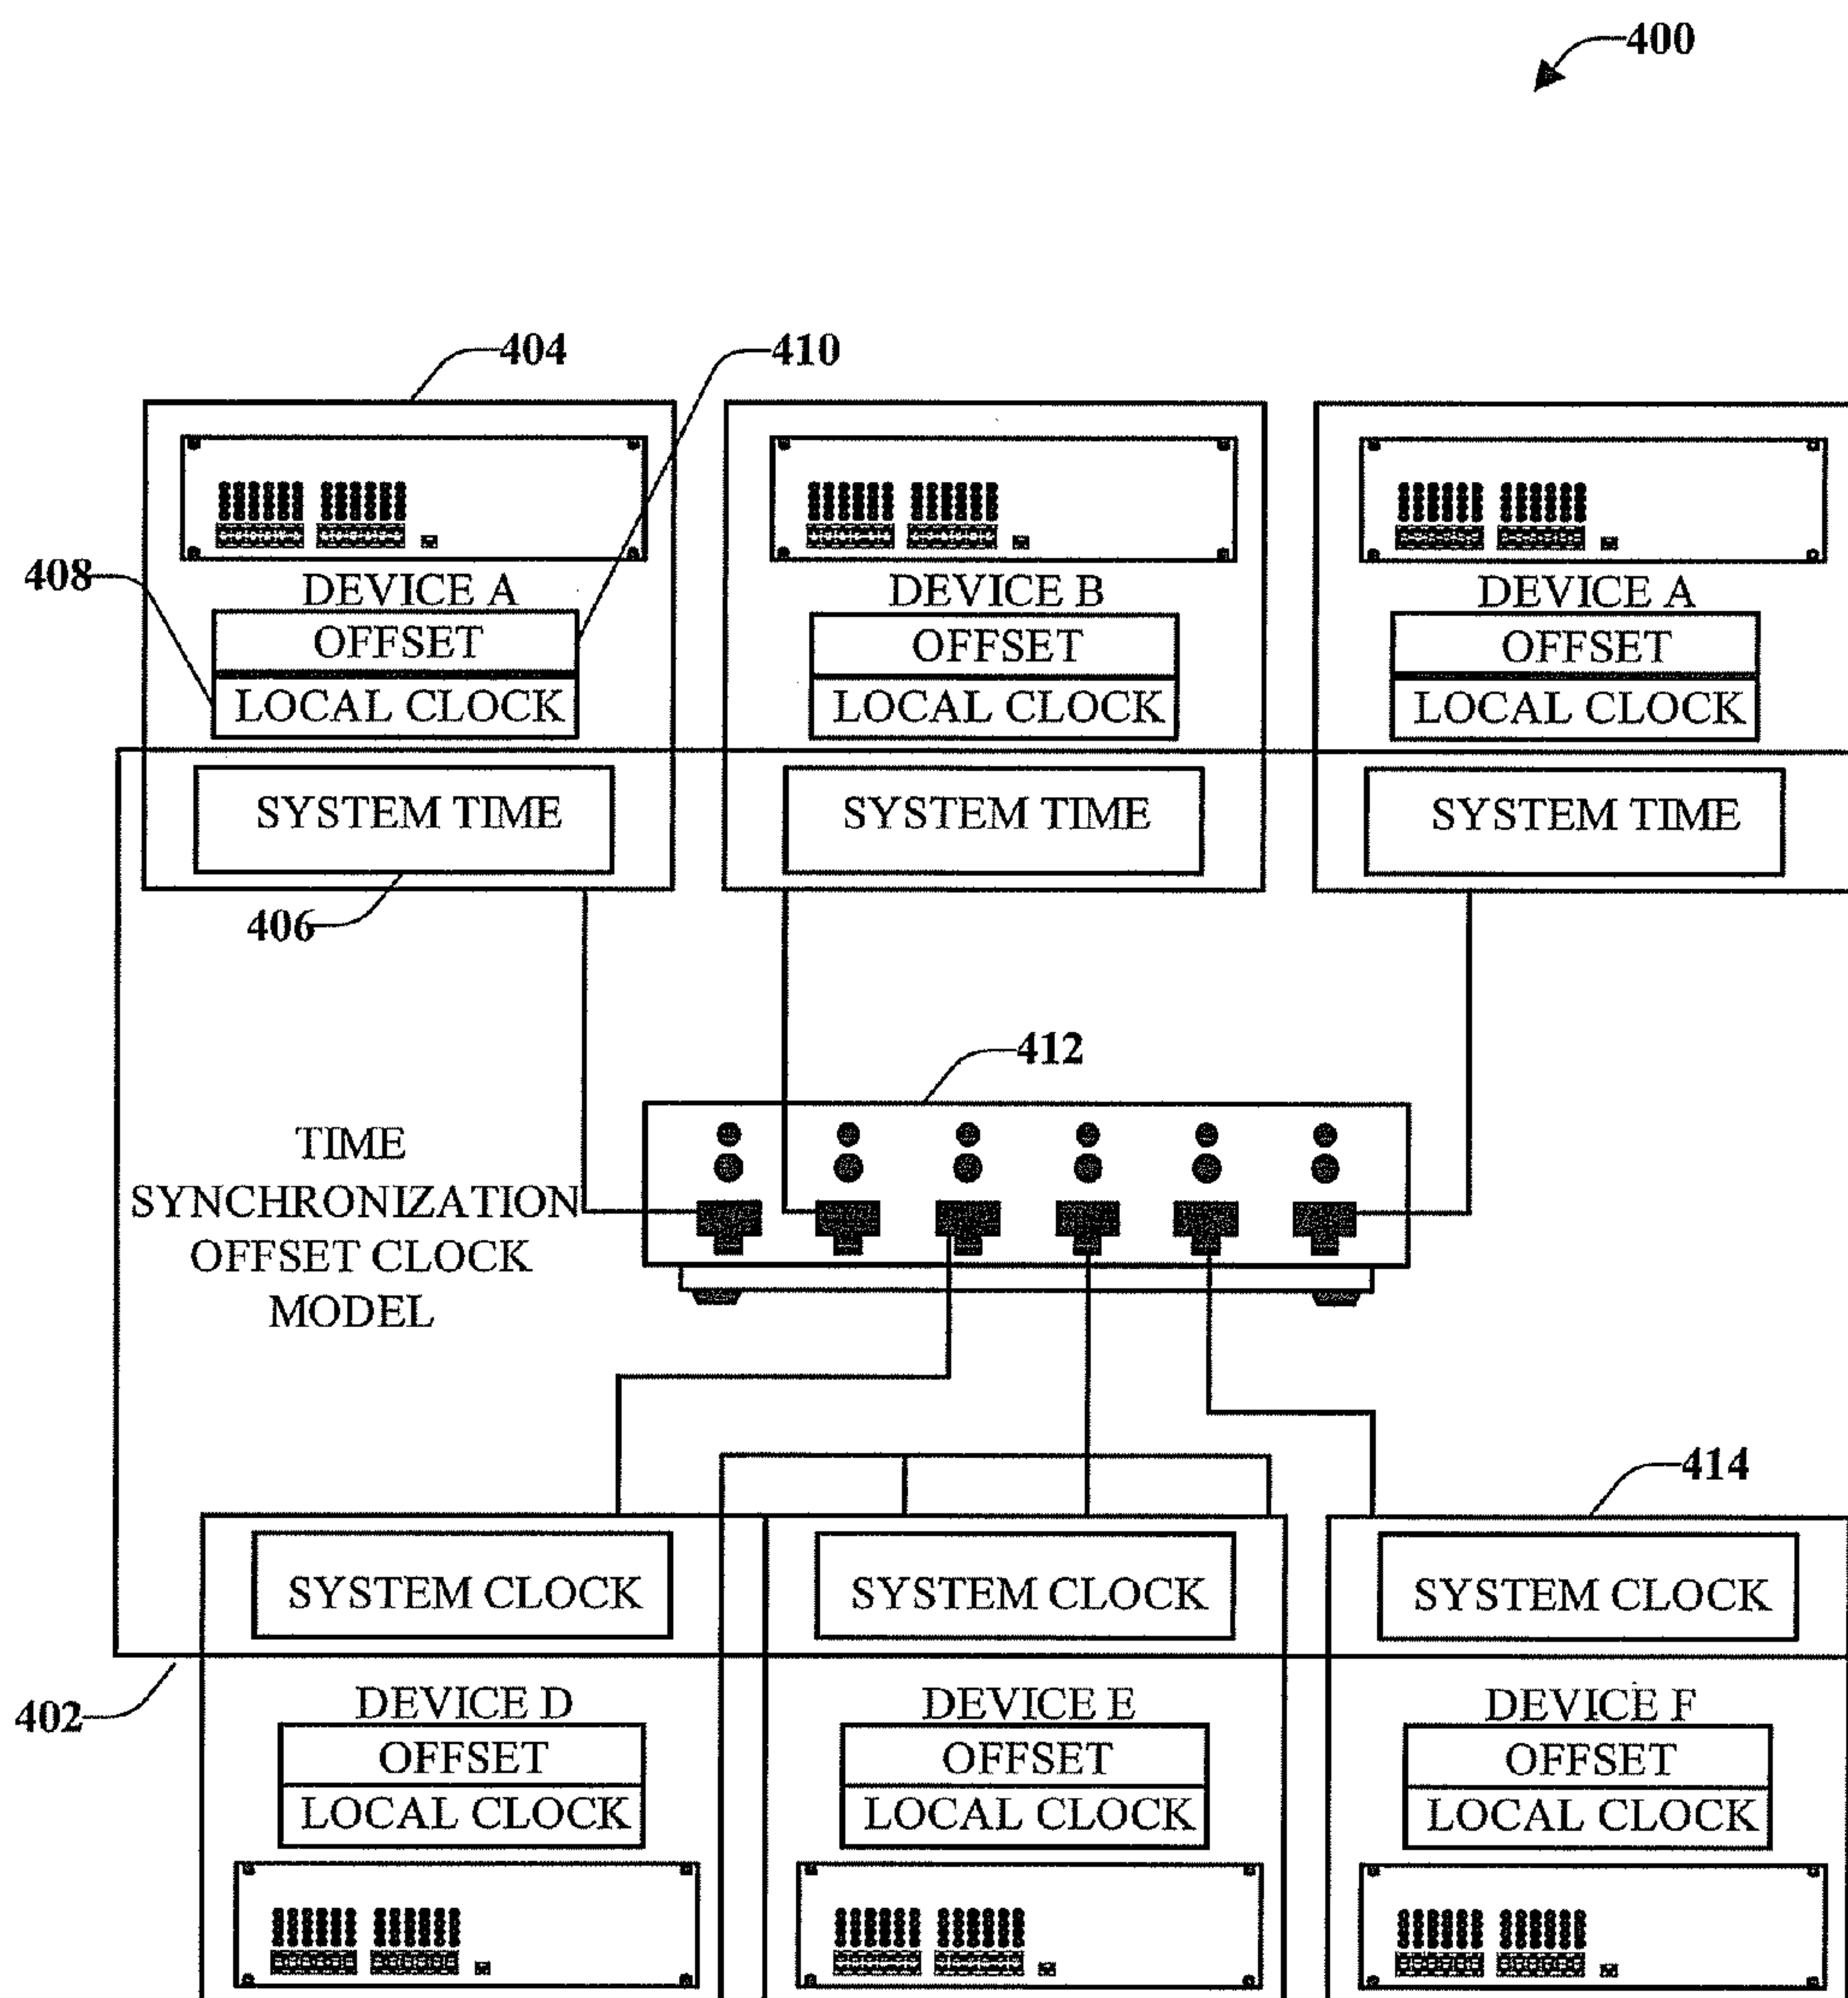 400
404
410
408
DEVICE A
OFFSET
LOCAL CLOCK
SYSTEM TIME
406
DEVICE B
OFFSET
LOCAL CLOCK
SYSTEM TIME
DEVICE A
OFFSET
LOCAL CLOCK
SYSTEM TIME
412
TIME
SYNCHRONIZATION
OFFSET CLOCK
MODEL
414
402
SYSTEM CLOCK
DEVICE D
OFFSET
LOCAL CLOCK
SYSTEM CLOCK
DEVICE E
OFFSET
LOCAL CLOCK
SYSTEM CLOCK
DEVICE F
OFFSET
LOCAL CLOCK